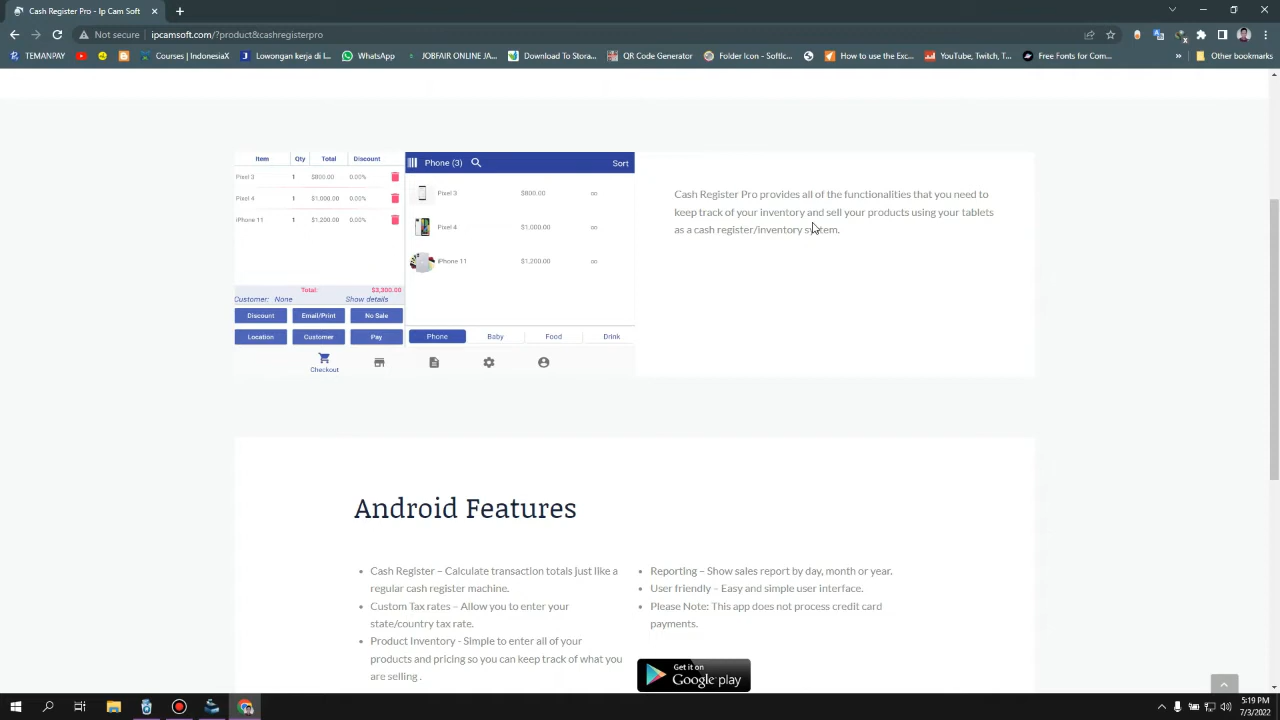 Cash Register Pro - I p Cam Soft
Not secure | ipcamsoft.com/?product&cashregisterpro
TEMANPAY
Courses | IndonesiaX
Lowongan kerja di I...
WhatsApp
JOBFAIR ONLINE JA...
Download To Stora...
QR Code Generator
Folder Icon - Softic...
How to use the Exc...
YouTube, Twitch, T...
Free Fonts for Com...
»
Other bookmarks
Item Qty Total Discount
Pixel 3 1 $800.00 0.00%
Pixel 4 1 $1,000.00 0.00%
iPhone 11 1 $1,200.00 0.00%
Total: $3,300.00
Customer: None Show details
Discount Email/Print No Sale
Location Customer Pay
Phone (3) Sort
Pixel 3 $800.00 ∞
Pixel 4 $1,000.00 ∞
iPhone 11 $1,200.00 ∞
Phone Baby Food Drink
Checkout
Cash Register Pro provides all of the functionalities that you need to
keep track of your inventory and sell your products using your tablets
as a cash register/inventory system.
Android Features
• Cash Register – Calculate transaction totals just like a
regular cash register machine.
• Custom Tax rates – Allow you to enter your
state/country tax rate.
• Product Inventory - Simple to enter all of your
products and pricing so you can keep track of what you
are selling .
• Reporting – Show sales report by day, month or year.
• User friendly – Easy and simple user interface.
• Please Note: This app does not process credit card
payments.
Get it on
Google play
5:19 PM
7/3/2022